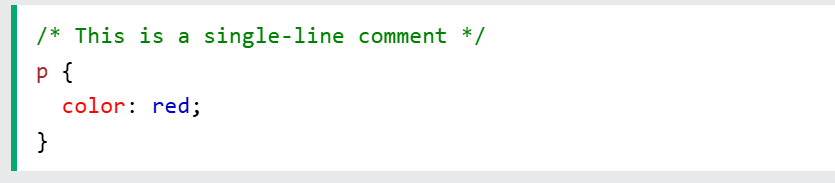 /* This is a single-line comment */
p {
  color: red;
}